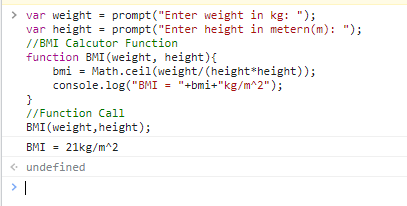 > var weight = prompt("Enter weight in kg: ");
var height = prompt("Enter height in metern(m): ");
//BMI Calcutor Function
function BMI(weight, height){
    bmi = Math.ceil(weight/(height*height));
    console.log("BMI = "+bmi+"kg/m^2");
}
//Function Call
BMI(weight,height);
BMI = 21kg/m^2
< undefined
>